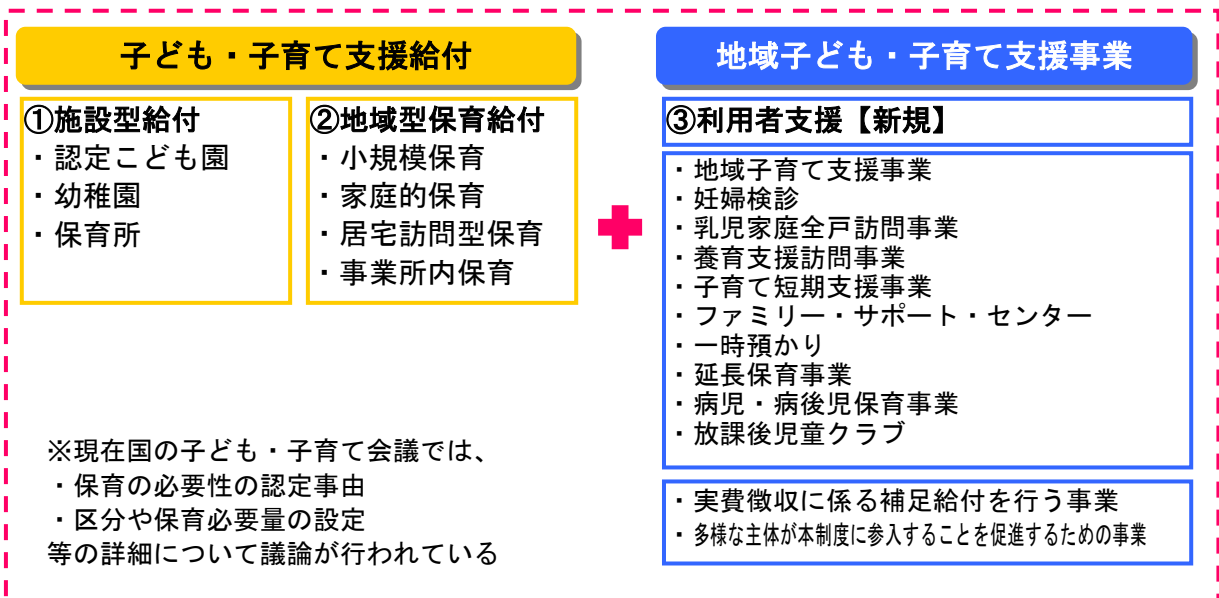 子ども・子育て支援給付
①施設型給付
・認定こども園
・幼稚園
・保育所
②地域型保育給付
・小規模保育
・家庭的保育
・居宅訪問型保育
・事業所内保育
※現在国の子ども・子育て会議では、
・保育の必要性の認定事由
・区分や保育必要量の設定
等の詳細について議論が行われている
地域子ども・子育て支援事業
③利用者支援【新規】
・地域子育て支援事業
・妊婦検診
・乳児家庭全戸訪問事業
・養育支援訪問事業
・子育て短期支援事業
・ファミリー・サポート・センター
・一時預かり
・延長保育事業
・病児・病後児保育事業
・放課後児童クラブ
・実費徴収に係る補足給付を行う事業
・多様な主体が本制度に参入することを促進するための事業